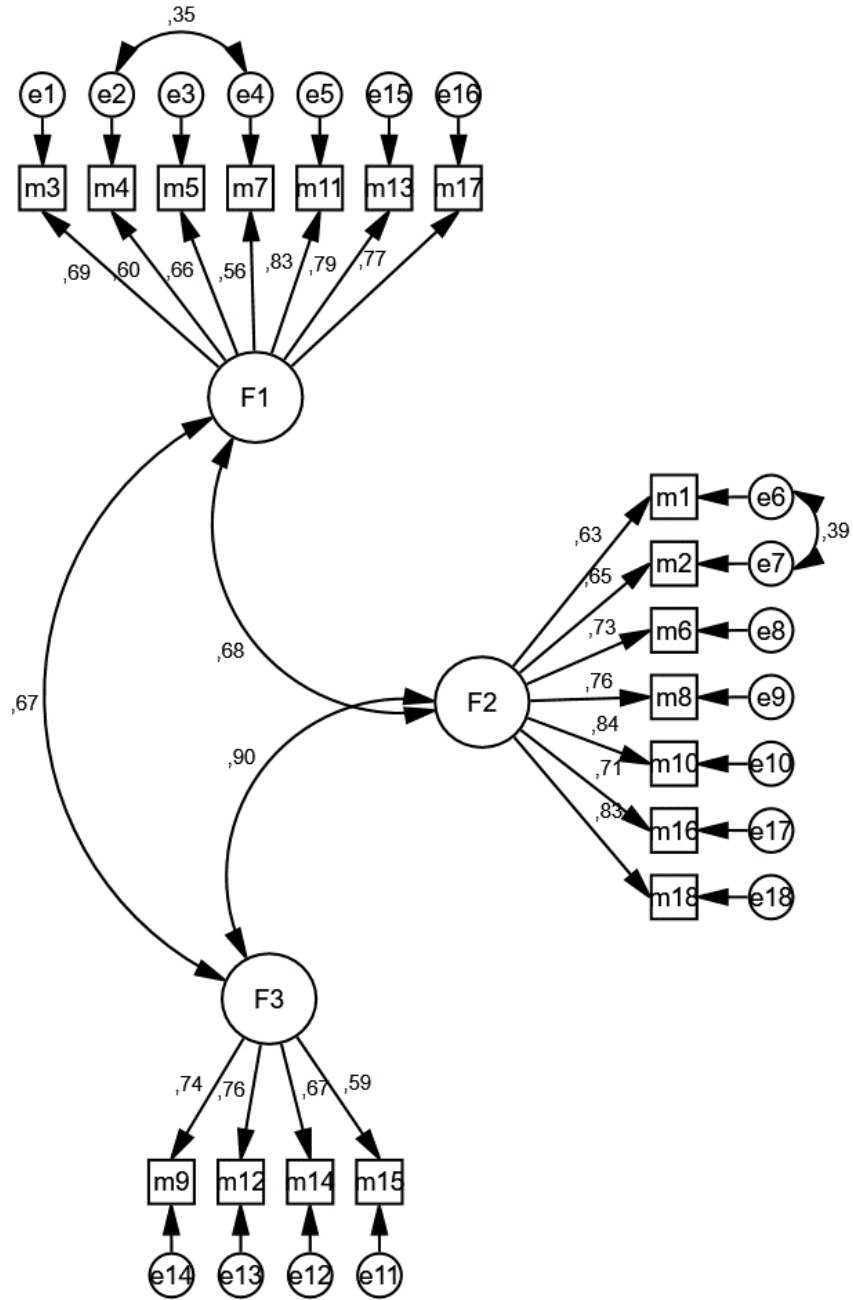 ,35
e1 e2 e3 e4 e5 e15 e16
m3 m4 m5 m7 m11 m13 m17
,69 ,60 ,66 ,56 ,83 ,79 ,77
F1
m1 e6
,63 ,39
m2 e7
,65
,73 m6 e8
,68
,76 m8 e9
,67 F2
,84
,90 ,71 m10 e10
,83 m16 e17
m18 e18
F3
,74 ,76 ,67 ,59
m9 m12 m14 m15
e14 e13 e12 e11